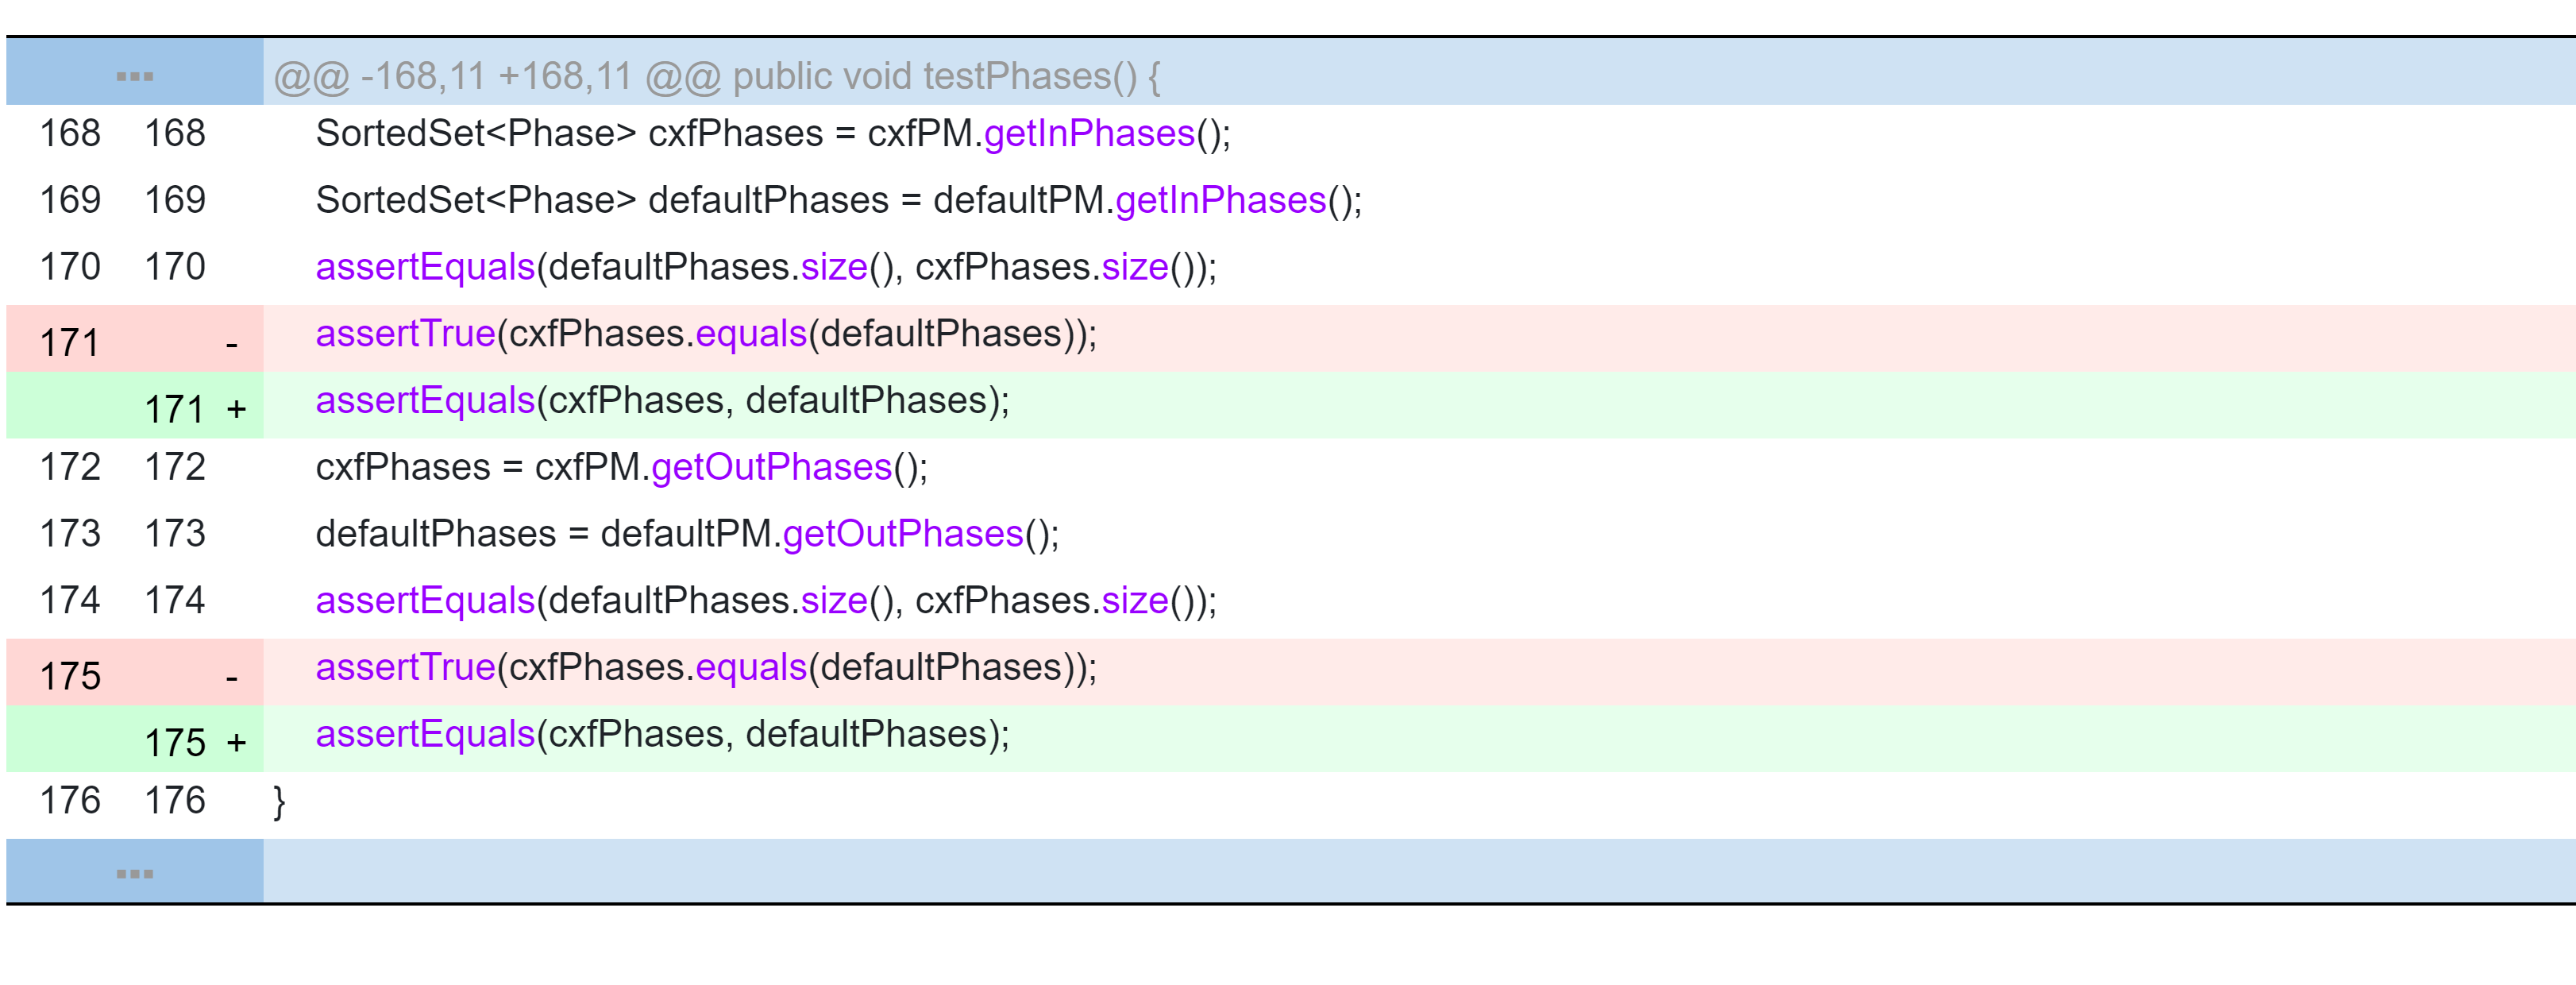 ... @@ -168,11 +168,11 @@ public void testPhases() {
168 168 SortedSet<Phase> cxfPhases = cxfPM.getInPhases();
169 169 SortedSet<Phase> defaultPhases = defaultPM.getInPhases();
170 170 assertEquals(defaultPhases.size(), cxfPhases.size());
171 - assertTrue(cxfPhases.equals(defaultPhases));
171 + assertEquals(cxfPhases, defaultPhases);
172 172 cxfPhases = cxfPM.getOutPhases();
173 173 defaultPhases = defaultPM.getOutPhases();
174 174 assertEquals(defaultPhases.size(), cxfPhases.size());
175 - assertTrue(cxfPhases.equals(defaultPhases));
175 + assertEquals(cxfPhases, defaultPhases);
176 176 }
...